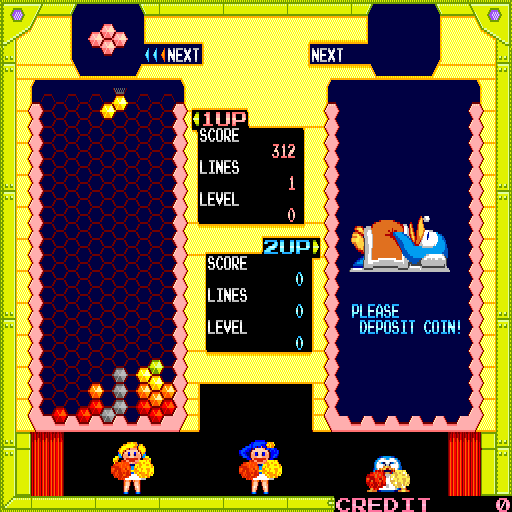 NEXT
NEXT
1UP
SCORE
312
LINES
1
LEVEL
0
2UP
SCORE
0
LINES
0
LEVEL
0
PLEASE
DEPOSIT COIN!
CREDIT 0